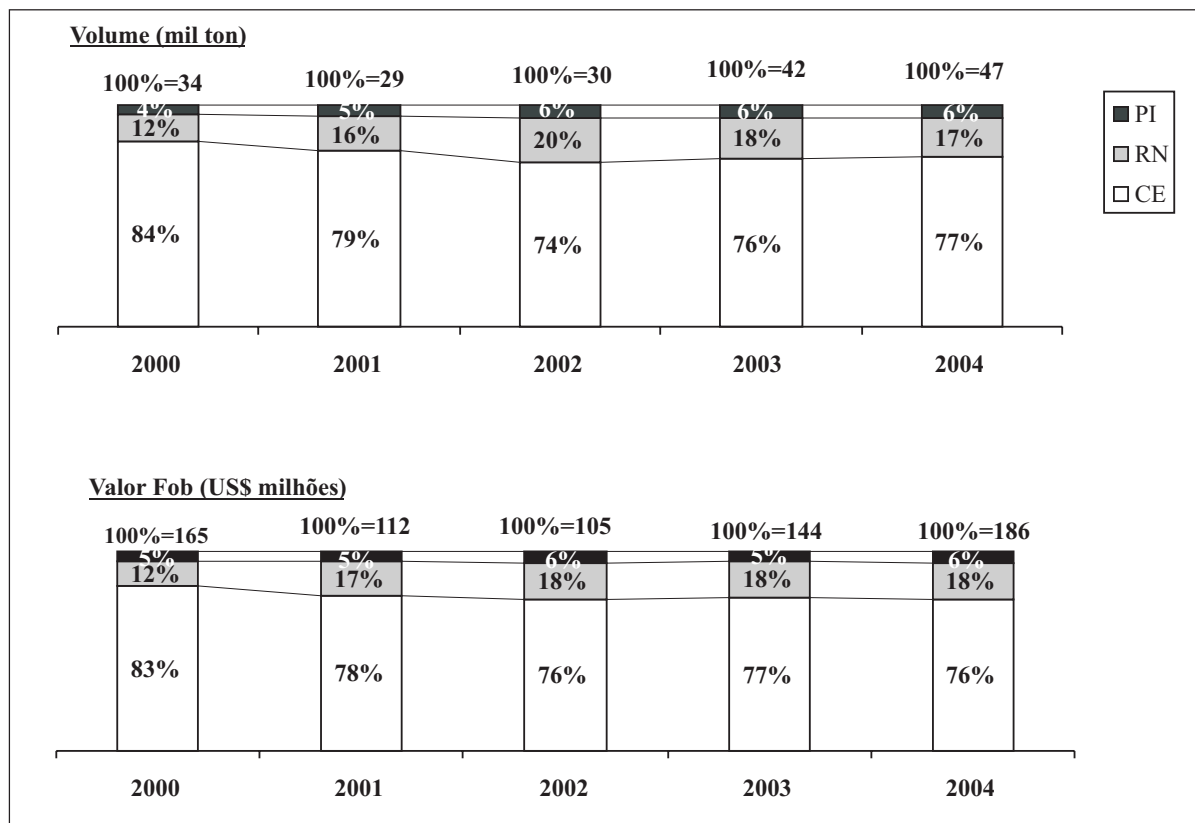 Volume (mil ton)
100%=34 100%=29 100%=30 100%=42 100%=47
4% 5% 6% 6% 6%
12% 16% 20% 18% 17%
84% 79% 74% 76% 77%
2000 2001 2002 2003 2004
PI
RN
CE
Valor Fob (US$ milhões)
100%=165 100%=112 100%=105 100%=144 100%=186
5% 5% 6% 5% 6%
12% 17% 18% 18% 18%
83% 78% 76% 77% 76%
2000 2001 2002 2003 2004